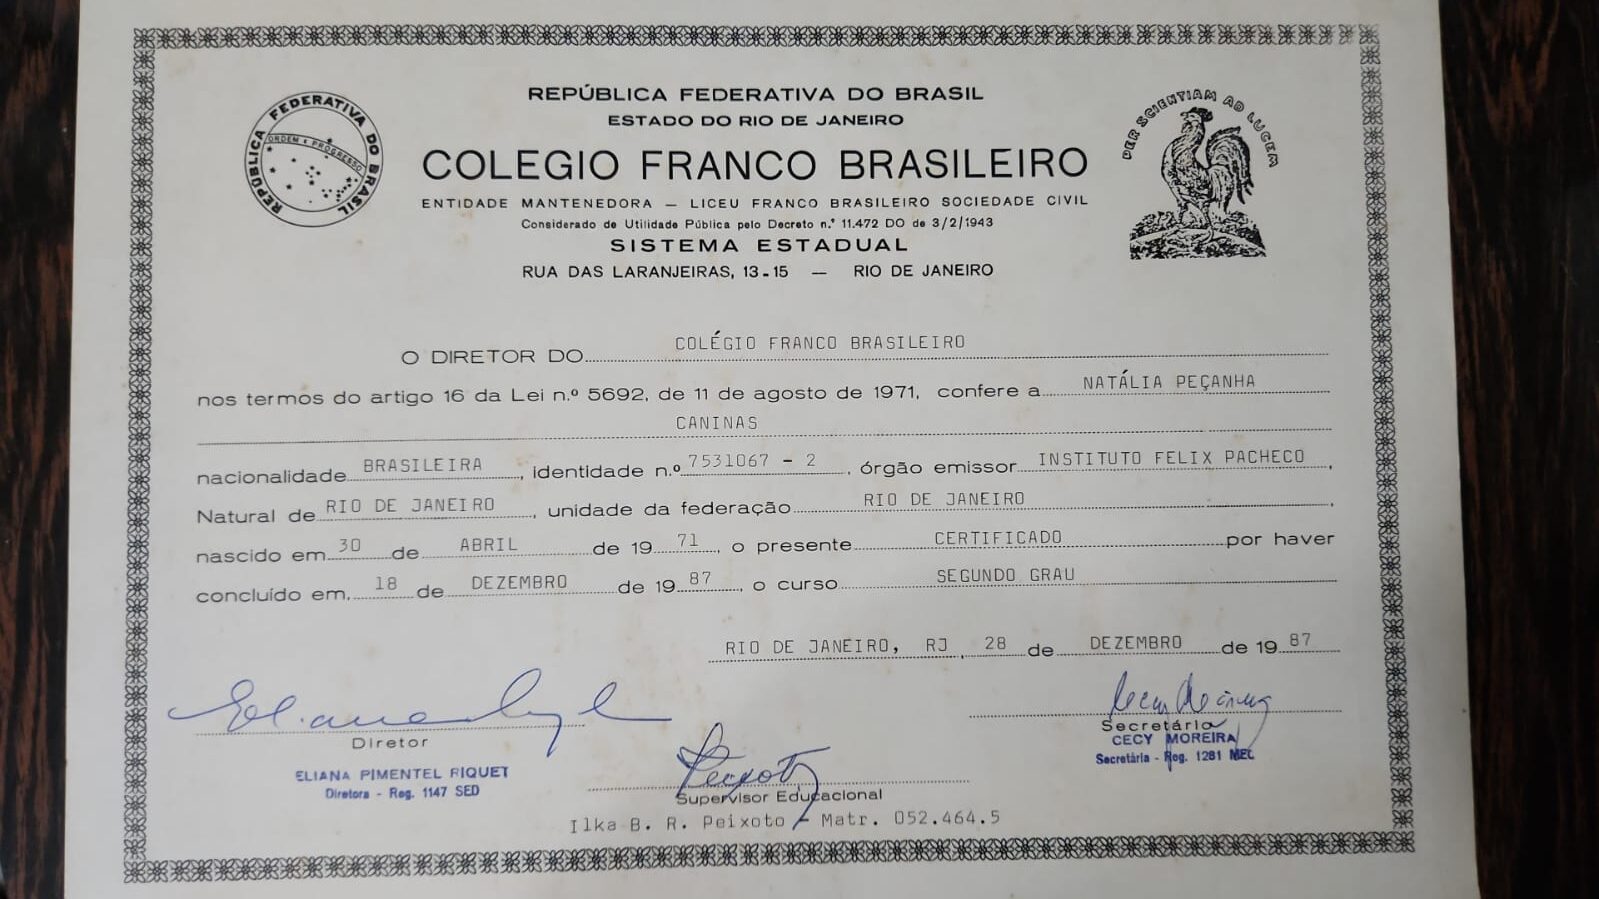 REPÚBLICA FEDERATIVA DO BRASIL
ORDEM E PROGRESSO
PER SCIENTIAM AD LUCEM
REPÚBLICA FEDERATIVA DO BRASIL
ESTADO DO RIO DE JANEIRO
COLEGIO FRANCO BRASILEIRO
ENTIDADE MANTENEDORA — LICEU FRANCO BRASILEIRO SOCIEDADE CIVIL
Considerado de Utilidade Pública pelo Decreto n.º 11.472 DO de 3/2/1943
SISTEMA ESTADUAL
RUA DAS LARANJEIRAS, 13-15 — RIO DE JANEIRO
O DIRETOR DO COLÉGIO FRANCO BRASILEIRO
nos termos do artigo 16 da Lei n.º 5692, de 11 de agosto de 1971, confere a NATÁLIA PEÇANHA
CANINAS
nacionalidade BRASILEIRA, identidade n.º 7531067 - 2, órgão emissor INSTITUTO FELIX PACHECO,
Natural de RIO DE JANEIRO, unidade da federação RIO DE JANEIRO,
nascido em 30 de ABRIL de 1971, o presente CERTIFICADO por haver
concluído em, 18 de DEZEMBRO de 1987, o curso SEGUNDO GRAU
RIO DE JANEIRO, RJ, 28 de DEZEMBRO de 1987
Diretor
ELIANA PIMENTEL RIQUET
Diretora - Reg. 1147 SED
Peixoto
Supervisor Educacional
Ilka B. R. Peixoto - Matr. 052.464.5
Cecy Moreira
Secretário
CECY MOREIRA
Secretária - Reg. 1281 MEC